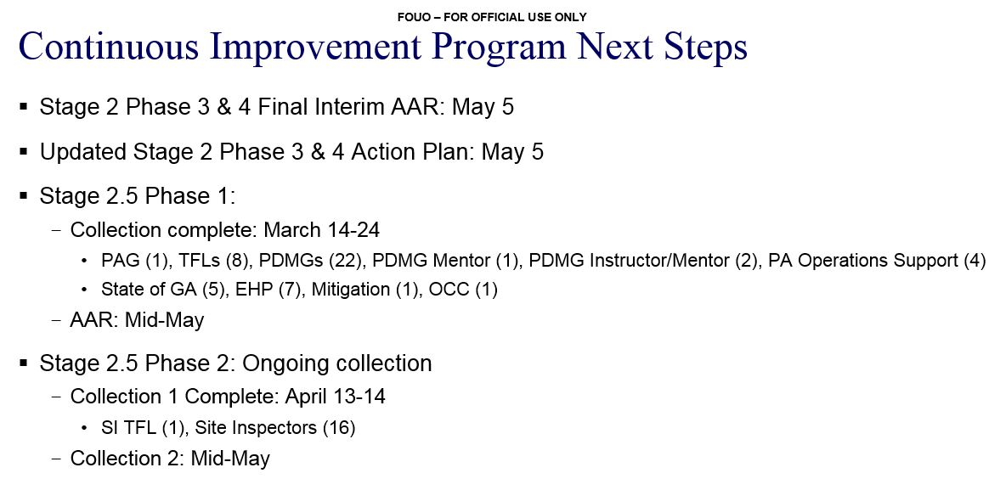 FOUO – FOR OFFICIAL USE ONLY
Continuous Improvement Program Next Steps
▪ Stage 2 Phase 3 & 4 Final Interim AAR: May 5
▪ Updated Stage 2 Phase 3 & 4 Action Plan: May 5
▪ Stage 2.5 Phase 1:
– Collection complete: March 14-24
• PAG (1), TFLs (8), PDMGs (22), PDMG Mentor (1), PDMG Instructor/Mentor (2), PA Operations Support (4)
• State of GA (5), EHP (7), Mitigation (1), OCC (1)
– AAR: Mid-May
▪ Stage 2.5 Phase 2: Ongoing collection
– Collection 1 Complete: April 13-14
• SI TFL (1), Site Inspectors (16)
– Collection 2: Mid-May